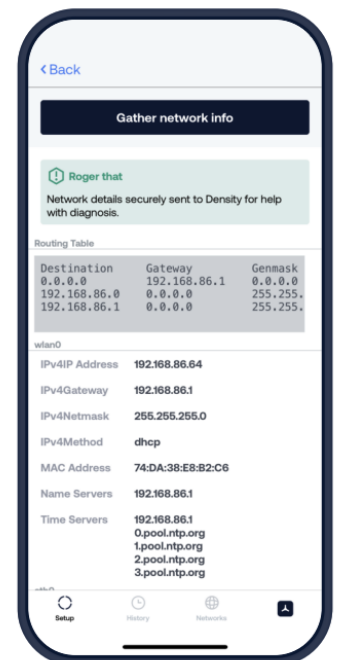 Back
Gather network info
Roger that
Network details securely sent to Density for help
with diagnosis.
Routing Table
Destination Gateway Genmask
0.0.0.0 192.168.86.1 0.0.0.0
192.168.86.0 0.0.0.0 255.255.
192.168.86.1 0.0.0.0 255.255.
wlan0
IPv4IP Address 192.168.86.64
IPv4Gateway 192.168.86.1
IPv4Netmask 255.255.255.0
IPv4Method dhcp
MAC Address 74:DA:38:E8:B2:C6
Name Servers 192.168.86.1
Time Servers 192.168.86.1
0.pool.ntp.org
1.pool.ntp.org
2.pool.ntp.org
3.pool.ntp.org
Setup History Networks